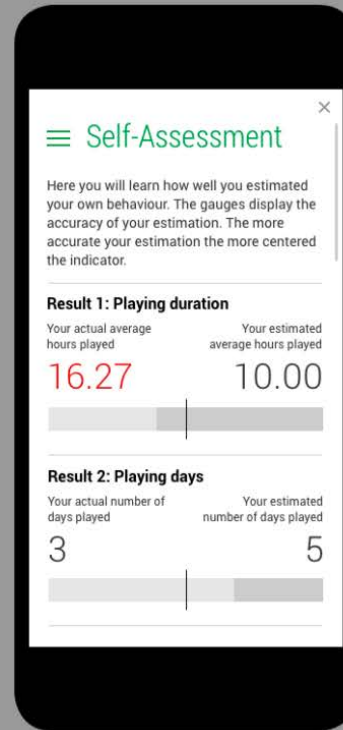 ×
Self-Assessment
Here you will learn how well you estimated
your own behaviour. The gauges display the
accuracy of your estimation. The more
accurate your estimation the more centered
the indicator.
Result 1: Playing duration
Your actual average
hours played
Your estimated
average hours played
16.27
10.00
Result 2: Playing days
Your actual number of
days played
Your estimated
number of days played
3
5